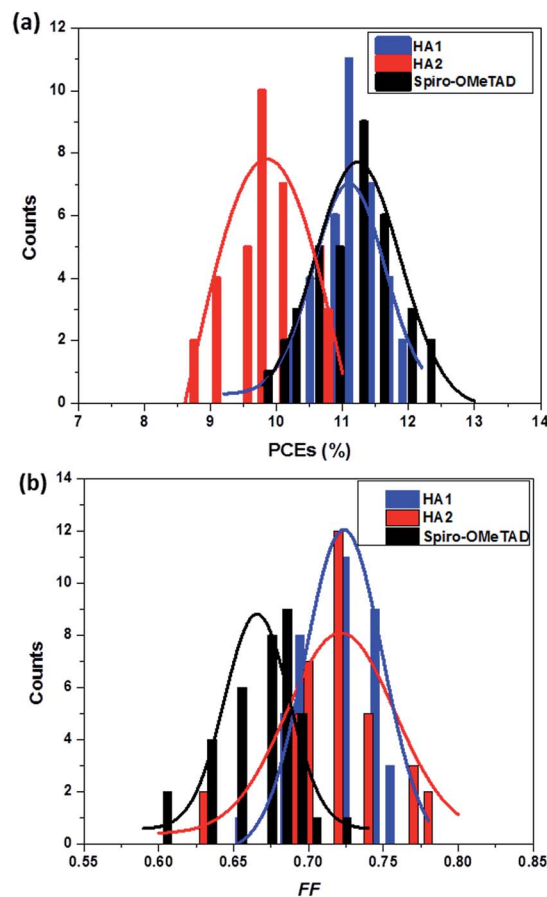 (a)
12
10
8
6
4
2
0
Counts
HA1
HA2
Spiro-OMeTAD
7 8 9 10 11 12 13 14
PCEs (%)
(b)
14
12
10
8
6
4
2
0
Counts
HA1
HA2
Spiro-OMeTAD
0.55 0.60 0.65 0.70 0.75 0.80 0.85
FF